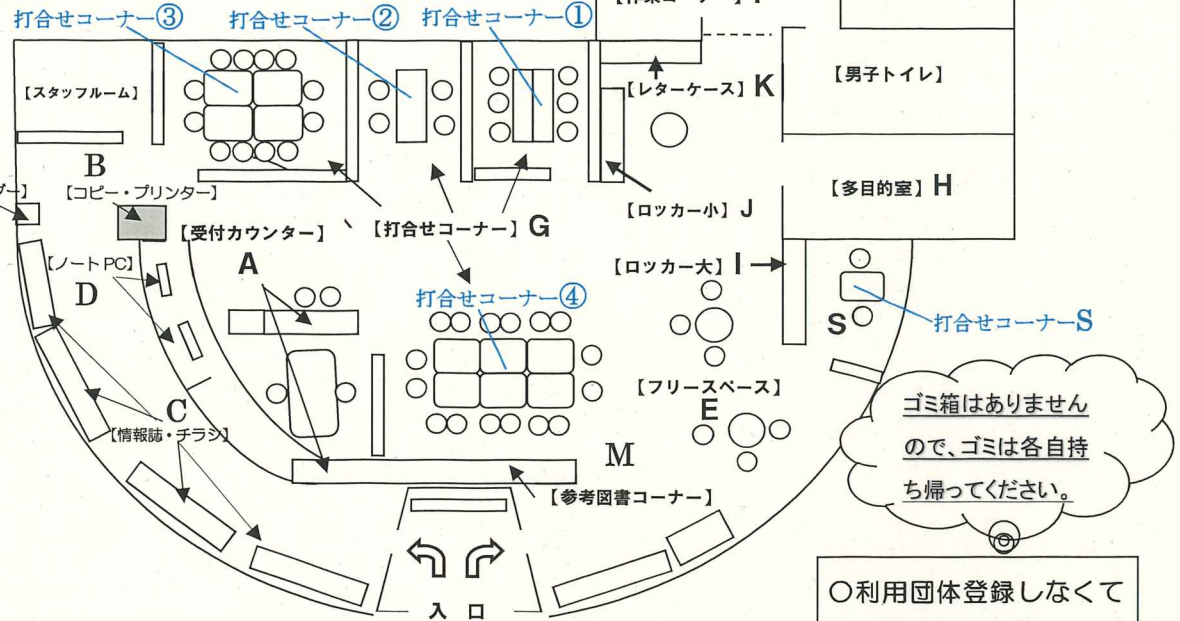 打合せコーナー③
打合せコーナー②
打合せコーナー①
【スタッフルーム】
【レターケース】 K
【男子トイレ】
B
【コピー・プリンター】
【ロッカー小】 J
【多目的室】 H
【受付カウンター】
A
【打合せコーナー】 G
【ノートPC】
D
【ロッカー大】 I
打合せコーナー④
S
打合せコーナーS
【フリースペース】
E
C
【情報誌・チラシ】
M
【参考図書コーナー】
入 口
ゴミ箱はありません
ので、ゴミは各自持
ち帰ってください。
○利用団体登録しなくて